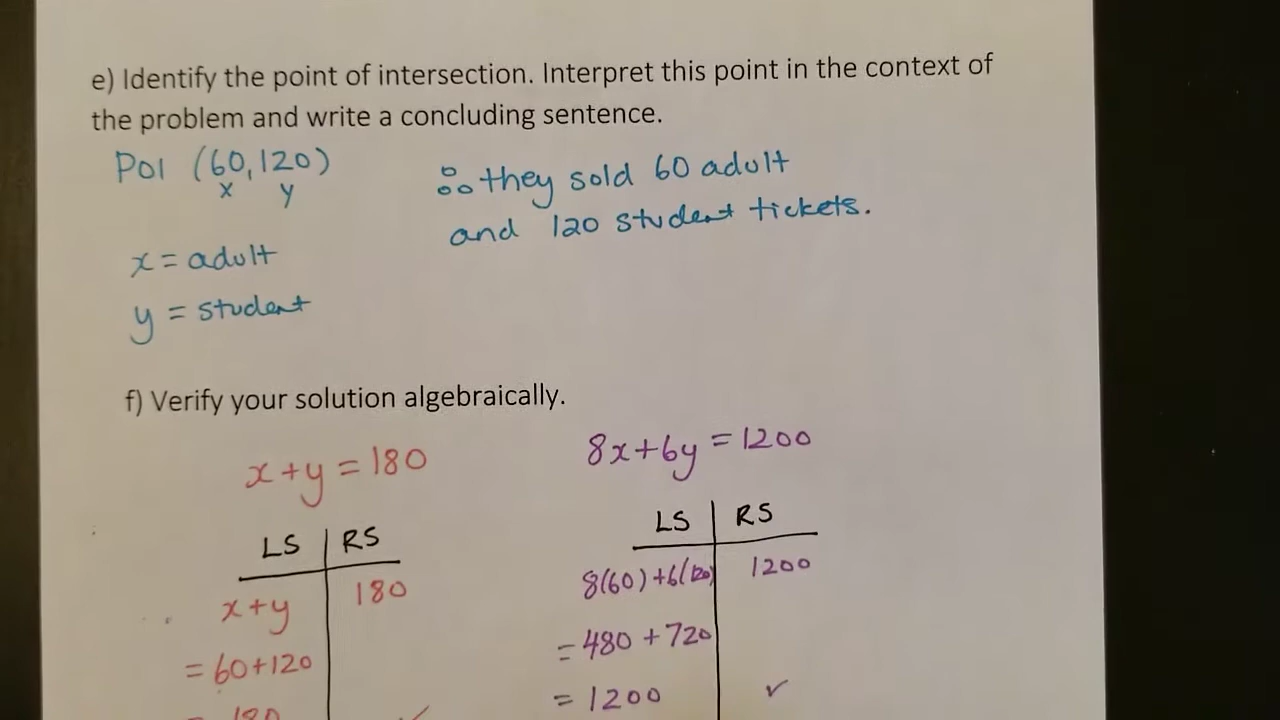 e) Identify the point of intersection. Interpret this point in the context of
the problem and write a concluding sentence.
POI (60, 120)
x y
x = adult
y = student
∴ they sold 60 adult
and 120 student tickets.
f) Verify your solution algebraically.
x + y = 180
LS RS
x + y 180
= 60 + 120
= 180 ✓
8x + 6y = 1200
LS RS
8(60) + 6(120) 1200
= 480 + 720
= 1200 ✓